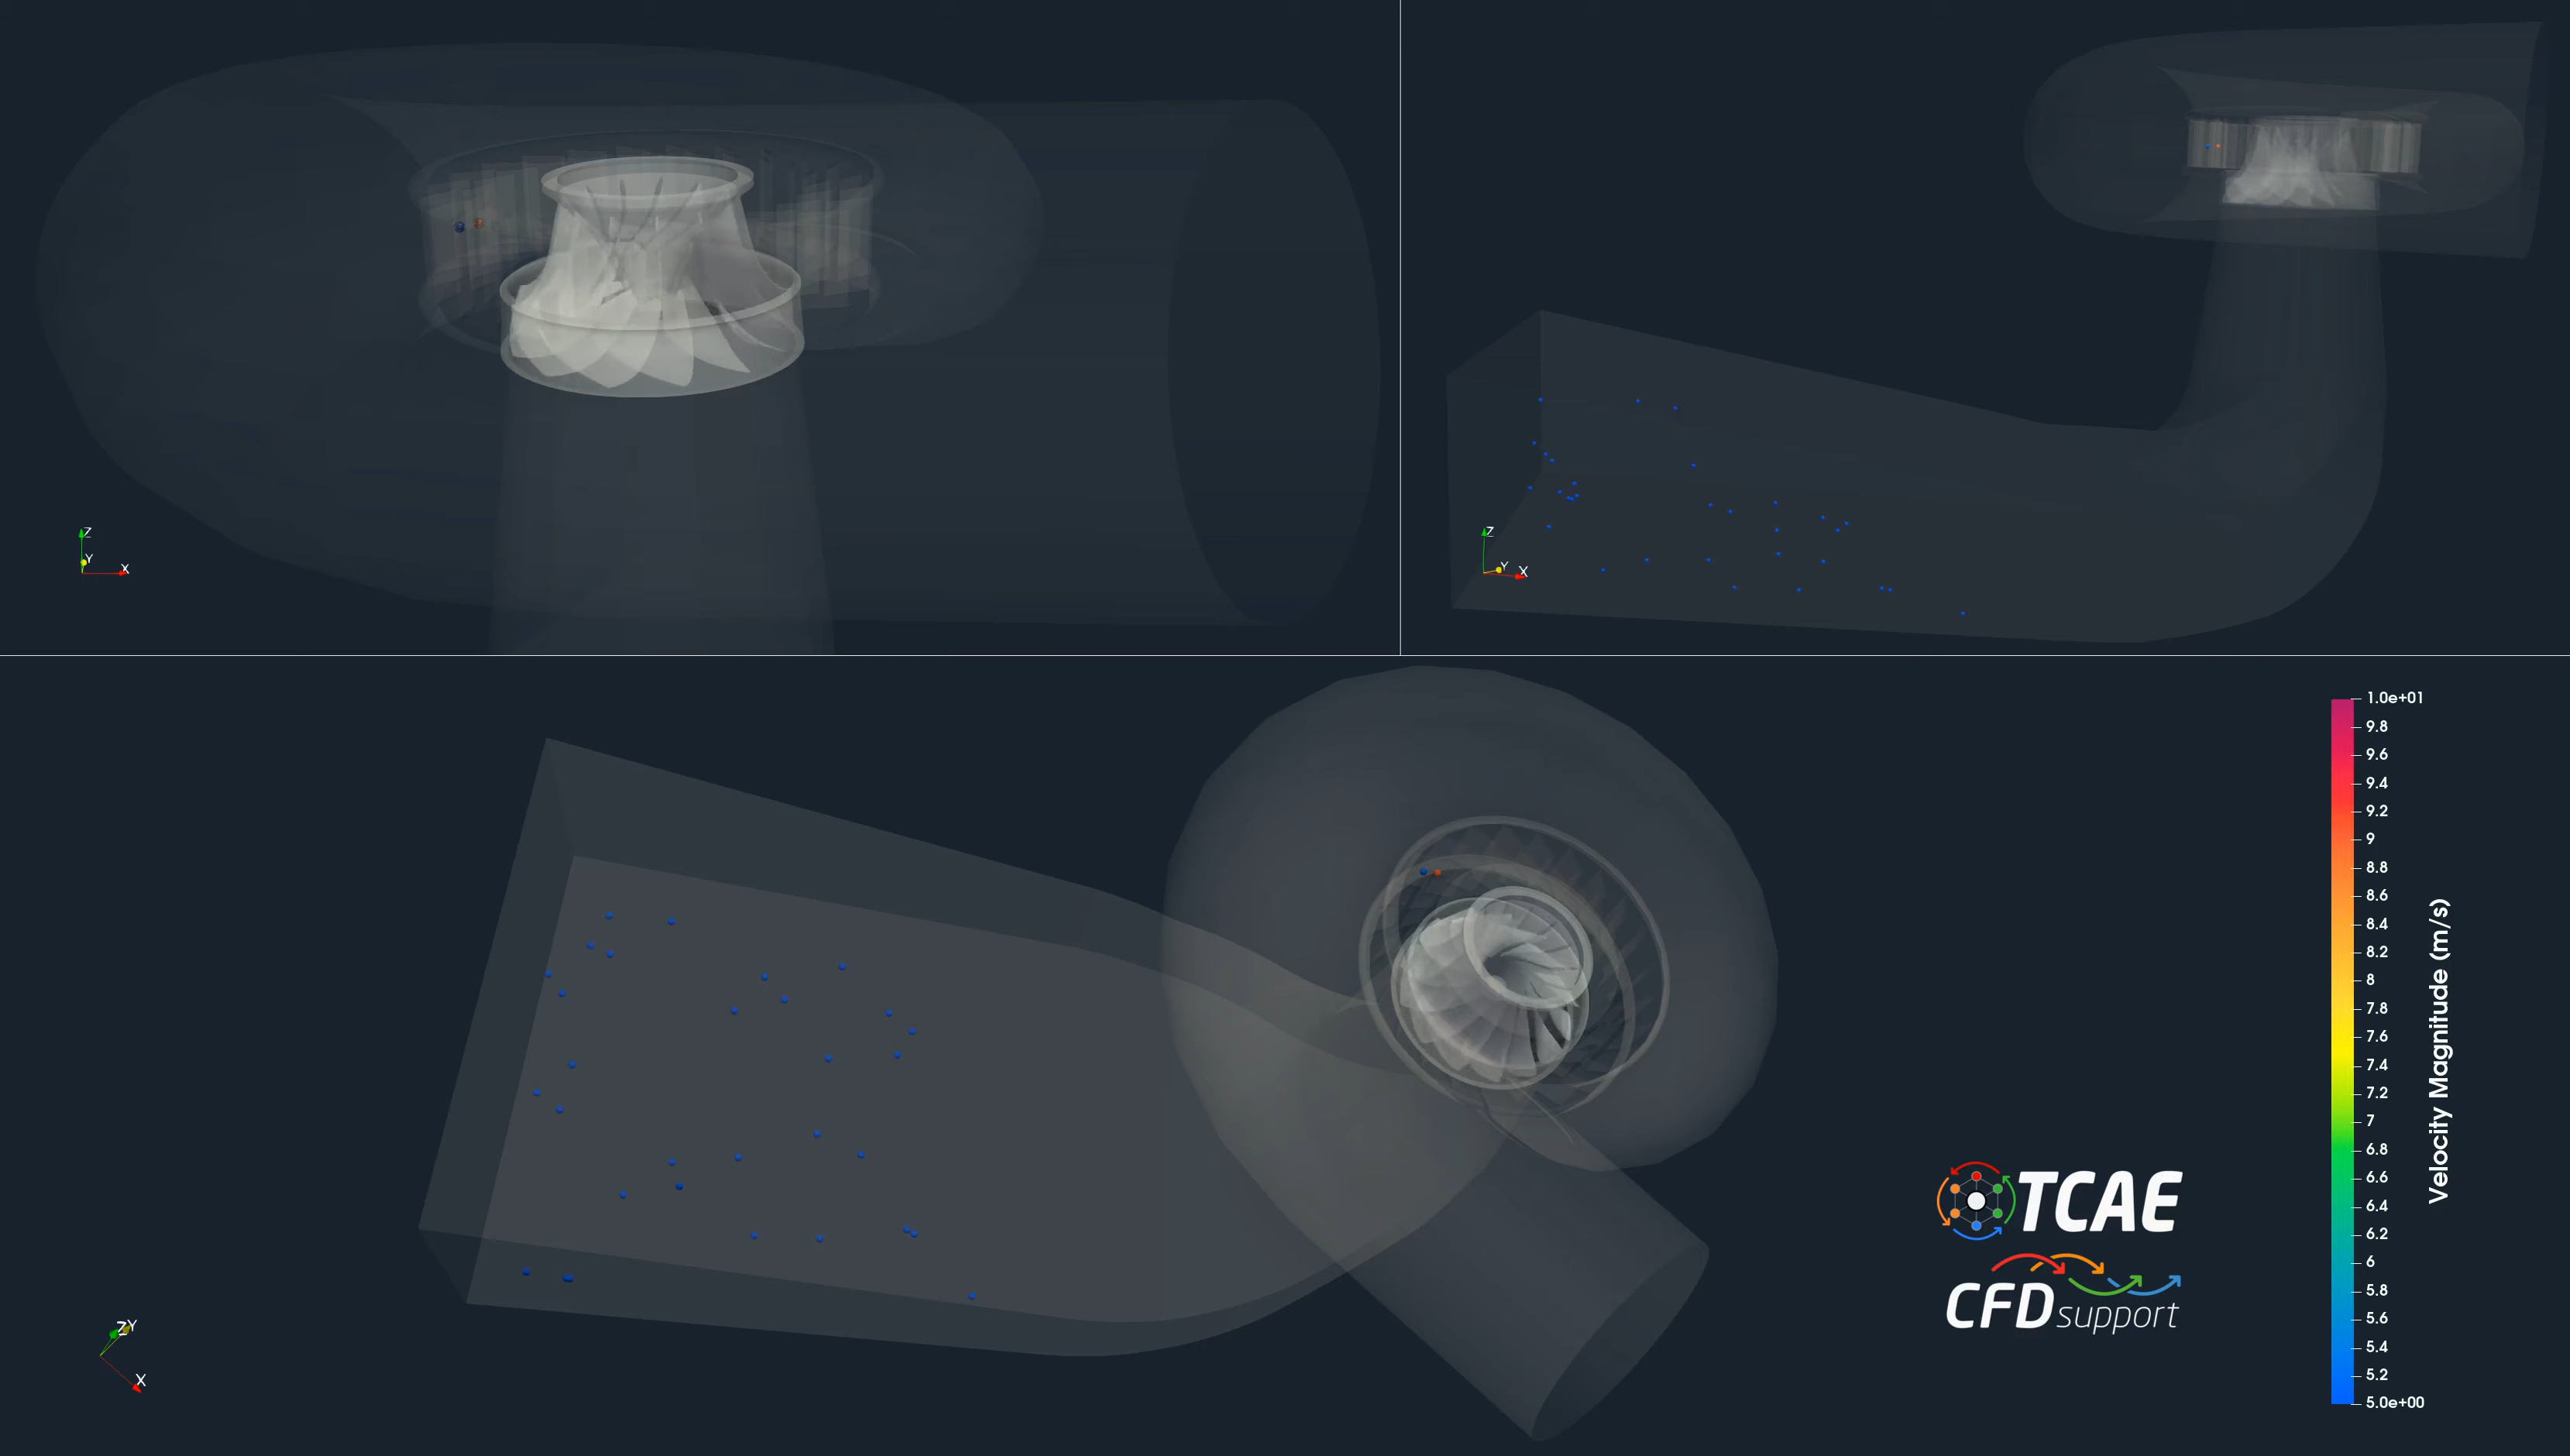 Z
Y
X
Z
Y
X
1.0e+01
9.8
9.6
9.4
9.2
9
8.8
8.6
8.4
8.2
8
7.8
7.6
7.4
7.2
7
6.8
6.6
6.4
6.2
6
5.8
5.6
5.4
5.2
5.0e+00
Velocity Magnitude (m/s)
TCAE
CFD support
Z Y
X